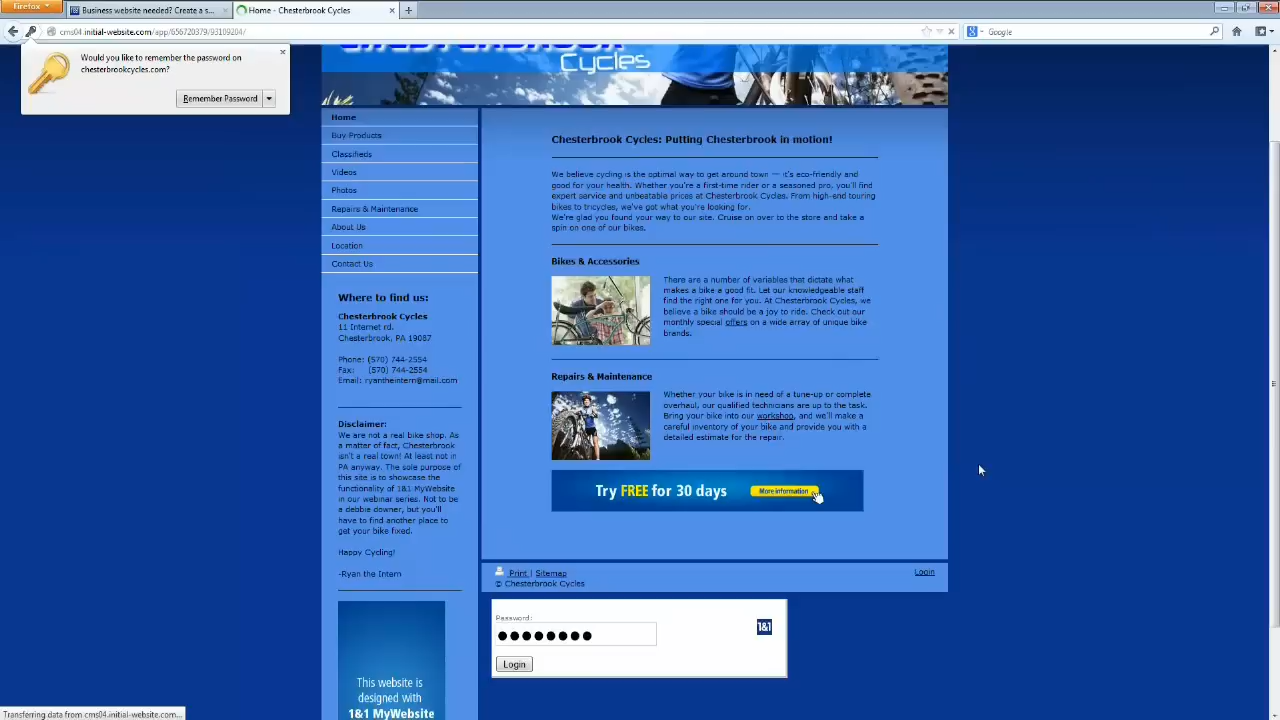 Firefox
Business website needed? Create a s...
Home - Chesterbrook Cycles
cms04.initial-website.com/app/656720379/93109204/
Google
Would you like to remember the password on
chesterbrookcycles.com?
Remember Password
Cycles
Home
Buy Products
Classifieds
Videos
Photos
Repairs & Maintenance
About Us
Location
Contact Us
Where to find us:
Chesterbrook Cycles
11 Internet rd.
Chesterbrook, PA 19087
Phone: (570) 744-2554
Fax: (570) 744-2554
Email: ryantheintern@mail.com
Disclaimer:
We are not a real bike shop. As
a matter of fact, Chesterbrook
isn't a real town! At least not in
PA anyway. The sole purpose of
this site is to showcase the
functionality of 1&1 MyWebsite
in our webinar series. Not to be
a debbie downer, but you'll
have to find another place to
get your bike fixed.
Happy Cycling!
-Ryan the Intern
This website is
designed with
1&1 MyWebsite
Chesterbrook Cycles: Putting Chesterbrook in motion!
We believe cycling is the optimal way to get around town — it's eco-friendly and
good for your health. Whether you're a first-time rider or a seasoned pro, you'll find
expert service and unbeatable prices at Chesterbrook Cycles. From high-end touring
bikes to tricycles, we've got what you're looking for.
We're glad you found your way to our site. Cruise on over to the store and take a
spin on one of our bikes.
Bikes & Accessories
There are a number of variables that dictate what
makes a bike a good fit. Let our knowledgeable staff
find the right one for you. At Chesterbrook Cycles, we
believe a bike should be a joy to ride. Check out our
monthly special offers on a wide array of unique bike
brands.
Repairs & Maintenance
Whether your bike is in need of a tune-up or complete
overhaul, our qualified technicians are up to the task.
Bring your bike into our workshop, and we'll make a
careful inventory of your bike and provide you with a
detailed estimate for the repair.
Try FREE for 30 days
More information
Print | Sitemap
Login
© Chesterbrook Cycles
Password:
1&1
Login
Transferring data from cms04.initial-website.com...